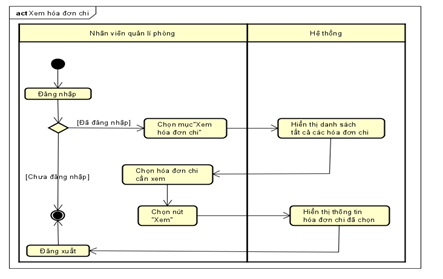 act Xem hóa đơn chi
Nhân viên quản lí phòng
Hệ thống
Đăng nhập
[Đã đăng nhập]
Chọn mục"Xem
hóa đơn chi"
Hiển thị danh sách
tất cả các hóa đơn chi
Chọn hóa đơn chi
cần xem
[Chưa đăng nhập]
Chọn nút
"Xem"
Hiển thị thông tin
hóa đơn chi đã chọn
Đăng xuất